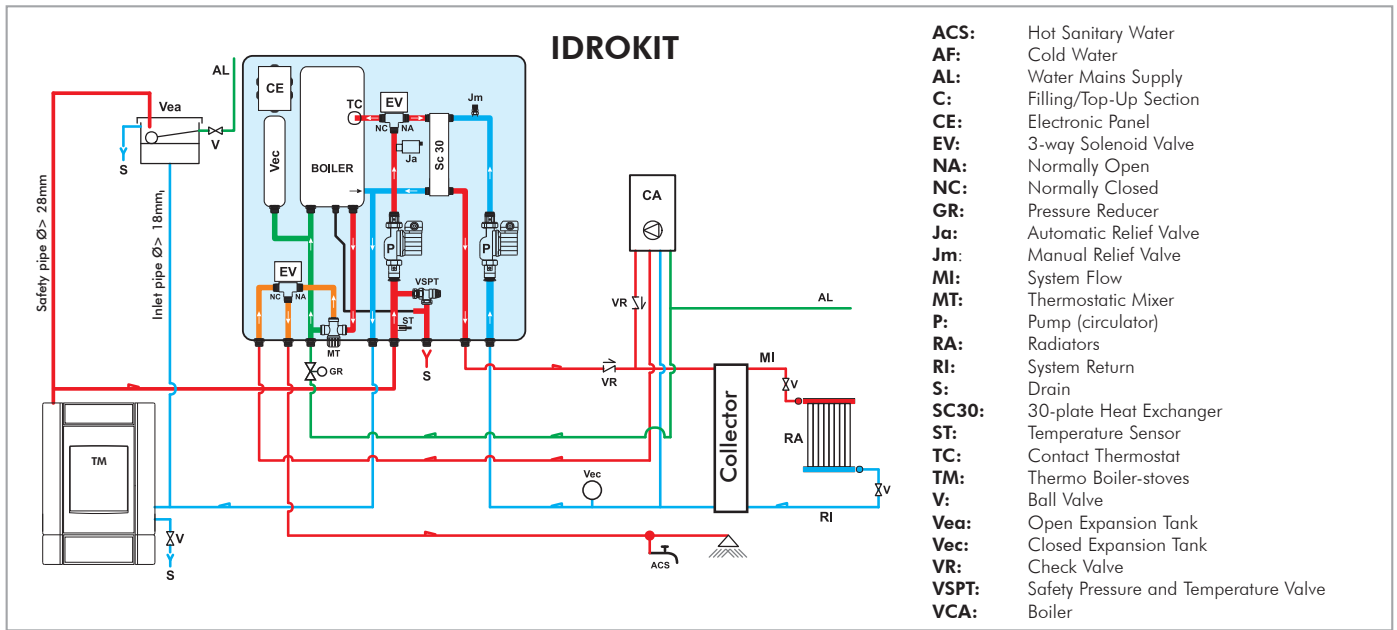 IDROKIT
AL
Vea
V
S
Safety pipe Ø> 28mm
Inlet pipe Ø> 18mm
CE
Vec
BOILER
TC
EV
NC
NA
Ja
Sc 30
Jm
P
P
EV
NC
NA
MT
VSPT
ST
GR
S
CA
VR
AL
VR
MI
V
RA
V
RI
Collector
Vec
ACS
TM
V
S
ACS: Hot Sanitary Water
AF: Cold Water
AL: Water Mains Supply
C: Filling/Top-Up Section
CE: Electronic Panel
EV: 3-way Solenoid Valve
NA: Normally Open
NC: Normally Closed
GR: Pressure Reducer
Ja: Automatic Relief Valve
Jm: Manual Relief Valve
MI: System Flow
MT: Thermostatic Mixer
P: Pump (circulator)
RA: Radiators
RI: System Return
S: Drain
SC30: 30-plate Heat Exchanger
ST: Temperature Sensor
TC: Contact Thermostat
TM: Thermo Boiler-stoves
V: Ball Valve
Vea: Open Expansion Tank
Vec: Closed Expansion Tank
VR: Check Valve
VSPT: Safety Pressure and Temperature Valve
VCA: Boiler